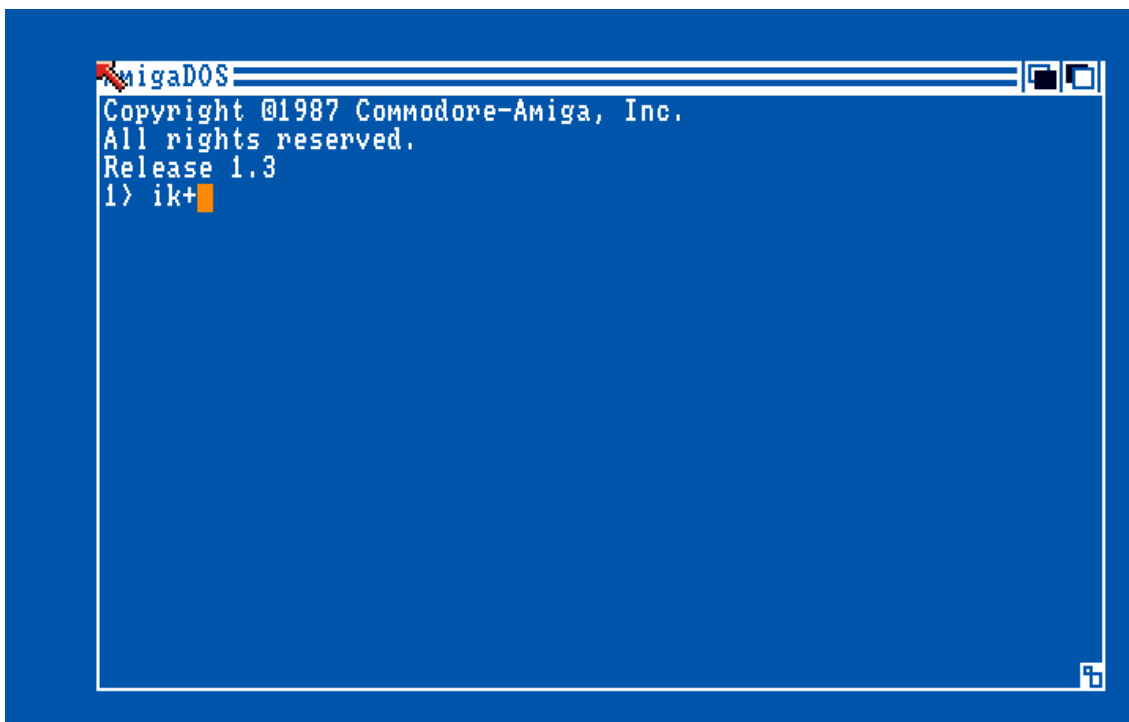 AmigaDOS
Copyright ©1987 Commodore-Amiga, Inc.
All rights reserved.
Release 1.3
1> ik+